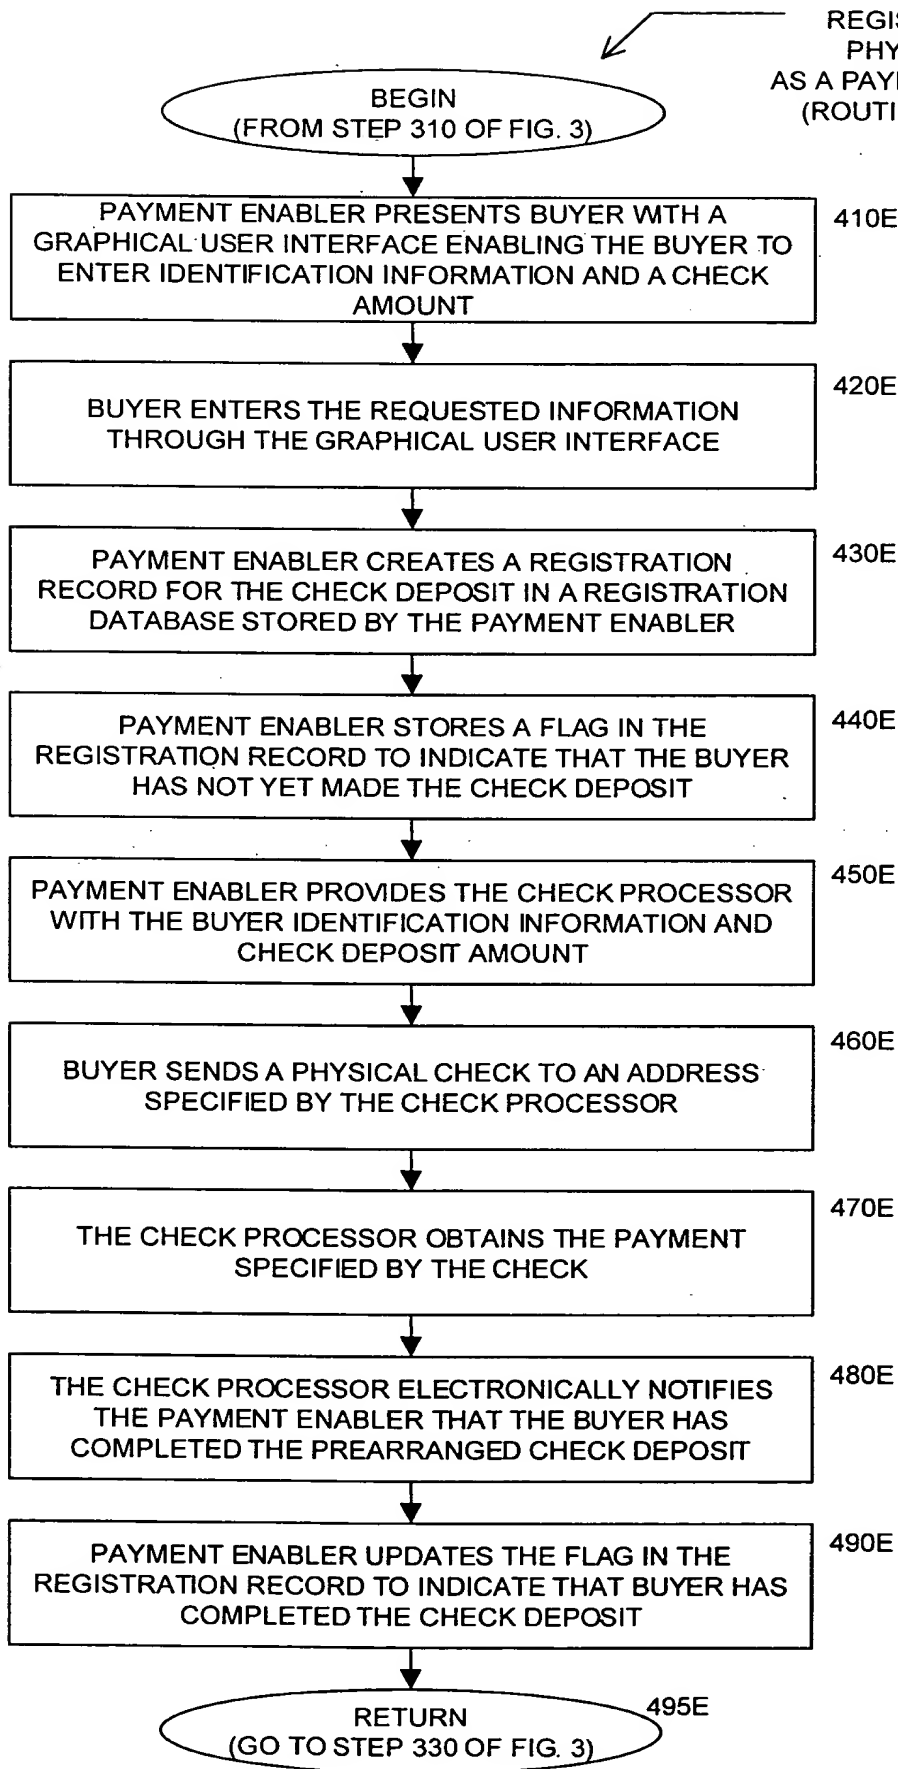 REGIS
PHY
AS A PAYI
(ROUTI
BEGIN
(FROM STEP 310 OF FIG. 3)
PAYMENT ENABLER PRESENTS BUYER WITH A
GRAPHICAL USER INTERFACE ENABLING THE BUYER TO
ENTER IDENTIFICATION INFORMATION AND A CHECK
AMOUNT
410E
BUYER ENTERS THE REQUESTED INFORMATION
THROUGH THE GRAPHICAL USER INTERFACE
420E
PAYMENT ENABLER CREATES A REGISTRATION
RECORD FOR THE CHECK DEPOSIT IN A REGISTRATION
DATABASE STORED BY THE PAYMENT ENABLER
430E
PAYMENT ENABLER STORES A FLAG IN THE
REGISTRATION RECORD TO INDICATE THAT THE BUYER
HAS NOT YET MADE THE CHECK DEPOSIT
440E
PAYMENT ENABLER PROVIDES THE CHECK PROCESSOR
WITH THE BUYER IDENTIFICATION INFORMATION AND
CHECK DEPOSIT AMOUNT
450E
BUYER SENDS A PHYSICAL CHECK TO AN ADDRESS
SPECIFIED BY THE CHECK PROCESSOR
460E
THE CHECK PROCESSOR OBTAINS THE PAYMENT
SPECIFIED BY THE CHECK
470E
THE CHECK PROCESSOR ELECTRONICALLY NOTIFIES
THE PAYMENT ENABLER THAT THE BUYER HAS
COMPLETED THE PREARRANGED CHECK DEPOSIT
480E
PAYMENT ENABLER UPDATES THE FLAG IN THE
REGISTRATION RECORD TO INDICATE THAT BUYER HAS
COMPLETED THE CHECK DEPOSIT
490E
RETURN
(GO TO STEP 330 OF FIG. 3)
495E